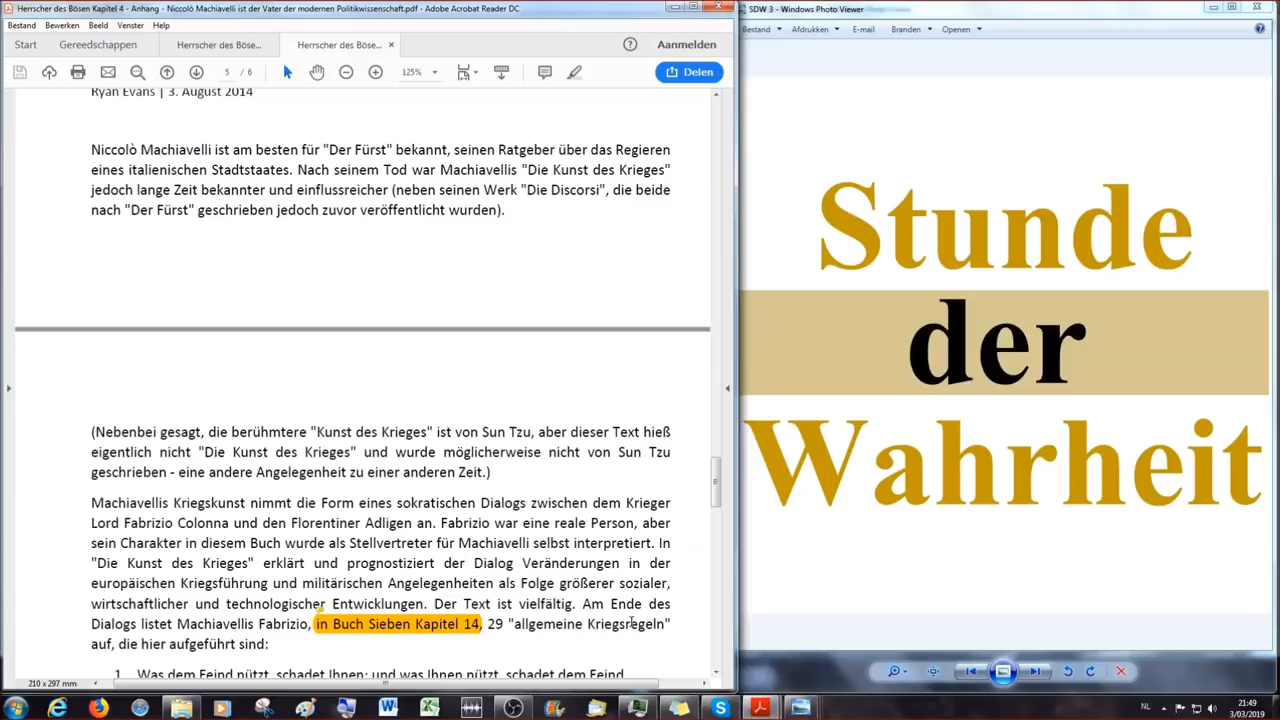 Herrscher des Bösen Kapitel 4 - Anhang - Niccolò Machiavelli ist der Vater der modernen Politikwissenschaft.pdf - Adobe Acrobat Reader DC
Bestand Bewerken Beeld Venster Help
Start Gereedschappen Herrscher des Böse... Herrscher des Böse... × Aanmelden
5 / 6 125% Delen
Ryan Evans | 3. August 2014
Niccolò Machiavelli ist am besten für "Der Fürst" bekannt, seinen Ratgeber über das Regieren
eines italienischen Stadtstaates. Nach seinem Tod war Machiavellis "Die Kunst des Krieges"
jedoch lange Zeit bekannter und einflussreicher (neben seinen Werk "Die Discorsi", die beide
nach "Der Fürst" geschrieben jedoch zuvor veröffentlicht wurden).
(Nebenbei gesagt, die berühmtere "Kunst des Krieges" ist von Sun Tzu, aber dieser Text hieß
eigentlich nicht "Die Kunst des Krieges" und wurde möglicherweise nicht von Sun Tzu
geschrieben - eine andere Angelegenheit zu einer anderen Zeit.)
Machiavellis Kriegskunst nimmt die Form eines sokratischen Dialogs zwischen dem Krieger
Lord Fabrizio Colonna und den Florentiner Adligen an. Fabrizio war eine reale Person, aber
sein Charakter in diesem Buch wurde als Stellvertreter für Machiavelli selbst interpretiert. In
"Die Kunst des Krieges" erklärt und prognostiziert der Dialog Veränderungen in der
europäischen Kriegsführung und militärischen Angelegenheiten als Folge größerer sozialer,
wirtschaftlicher und technologischer Entwicklungen. Der Text ist vielfältig. Am Ende des
Dialogs listet Machiavellis Fabrizio, in Buch Sieben Kapitel 14, 29 "allgemeine Kriegsregeln"
auf, die hier aufgeführt sind:
1. Was dem Feind nützt, schadet Ihnen; und was Ihnen nützt, schadet dem Feind.
210 x 297 mm
SDW 3 - Windows Photo Viewer
Bestand Afdrukken E-mail Branden Openen
Stunde
der
Wahrheit
NL 21:49
3/03/2019